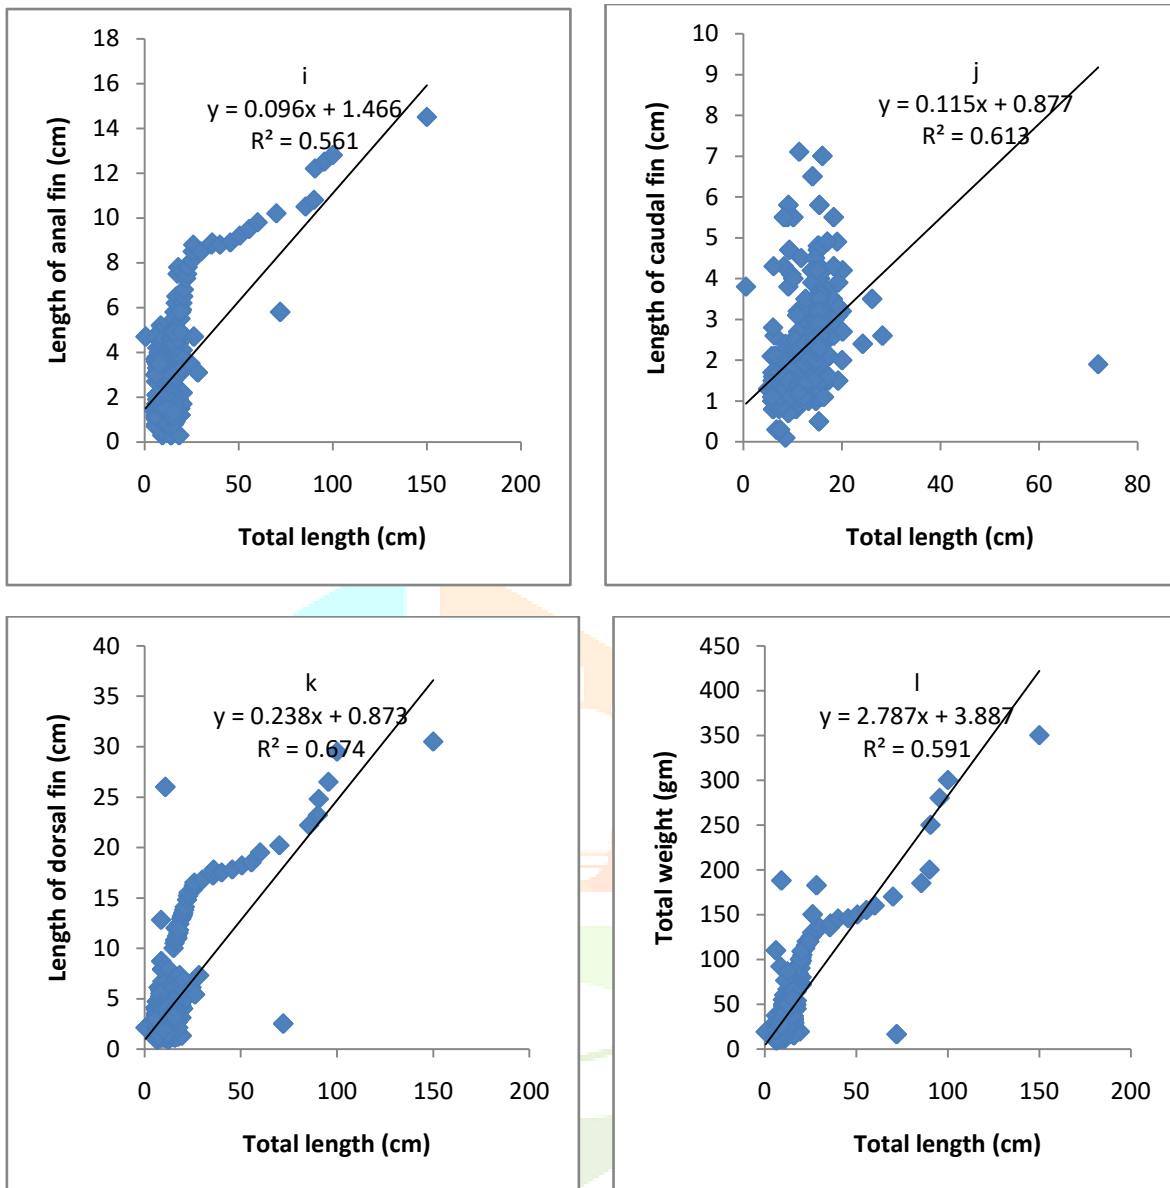 18
16
14
12
10
8
6
4
2
0
Length of anal fin (cm)
i
y = 0.096x + 1.466
R² = 0.561
0 50 100 150 200
Total length (cm)
10
9
8
7
6
5
4
3
2
1
0
Length of caudal fin (cm)
j
y = 0.115x + 0.877
R² = 0.613
0 20 40 60 80
Total length (cm)
40
35
30
25
20
15
10
5
0
Length of dorsal fin (cm)
k
y = 0.238x + 0.873
R² = 0.674
0 50 100 150 200
Total length (cm)
450
400
350
300
250
200
150
100
50
0
Total weight (gm)
l
y = 2.787x + 3.887
R² = 0.591
0 50 100 150 200
Total length (cm)